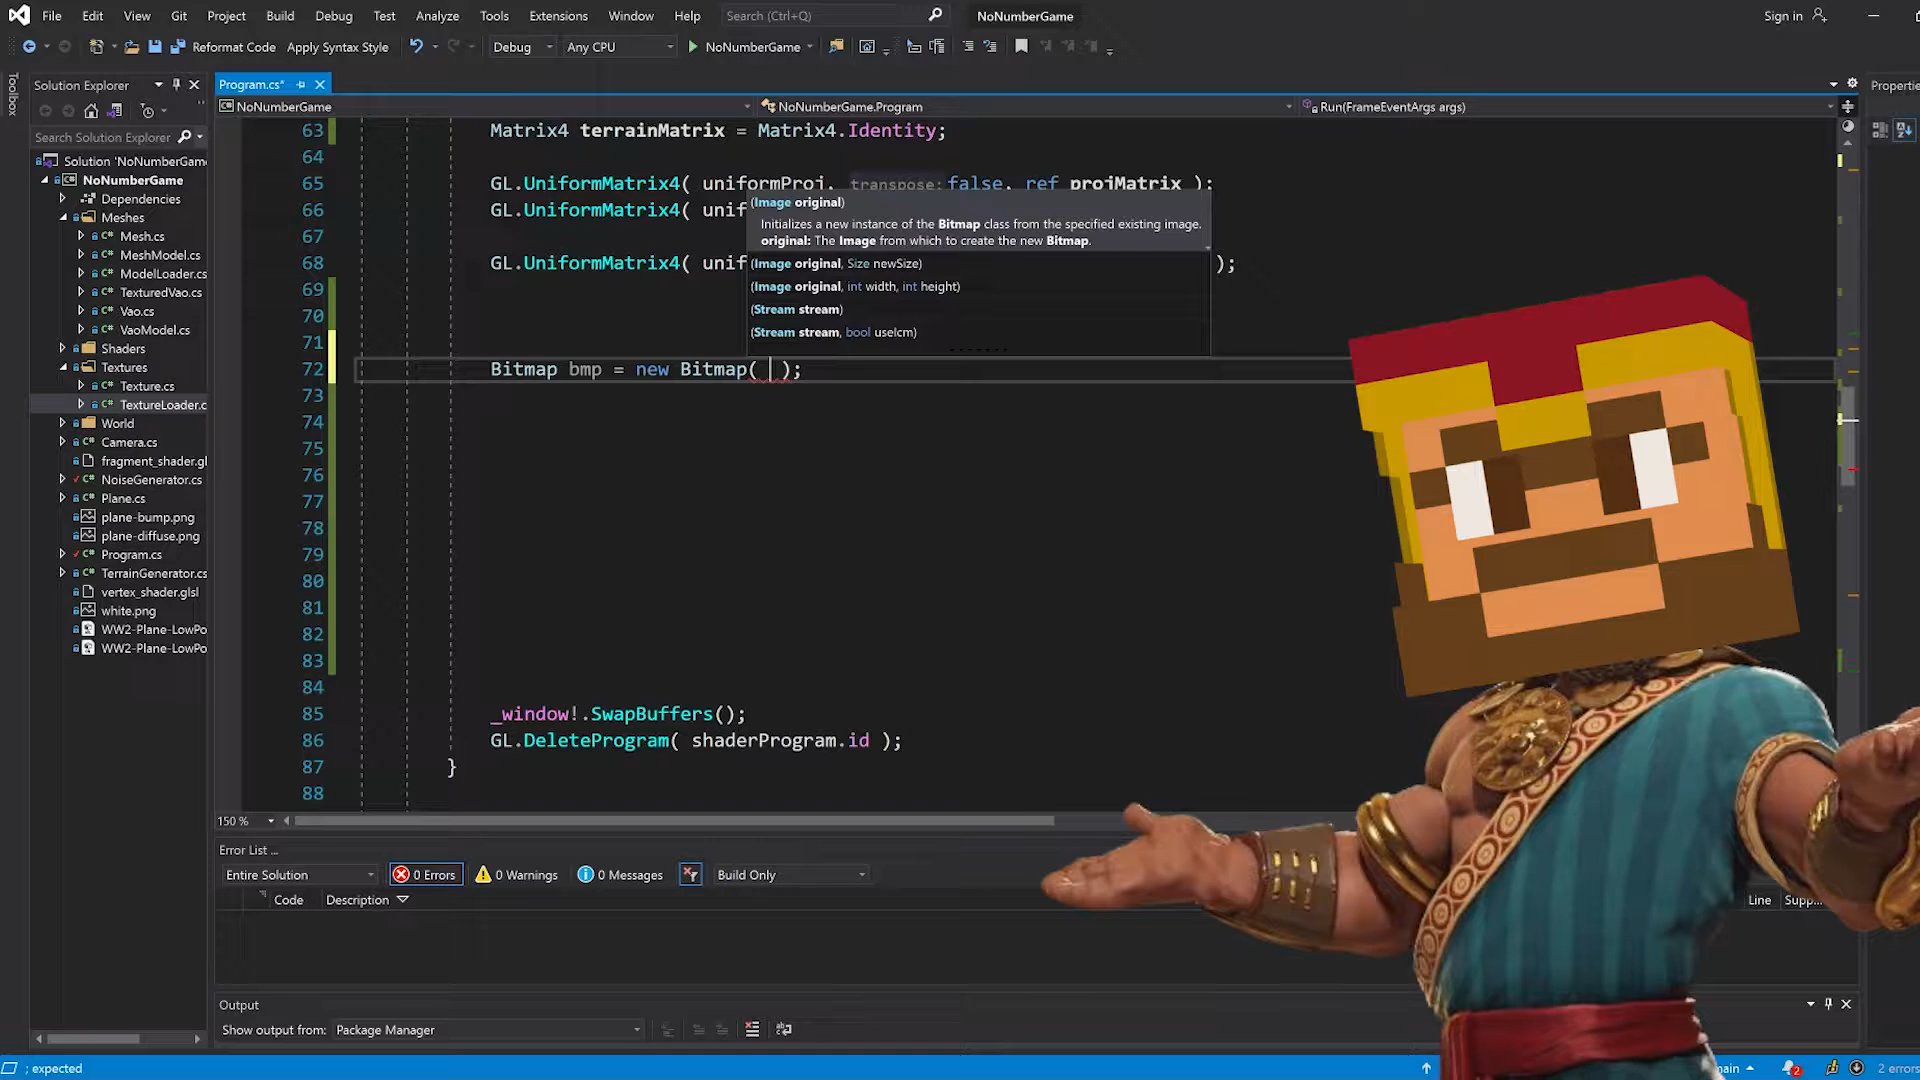 File Edit View Git Project Build Debug Test Analyze Tools Extensions Window Help Search (Ctrl+Q) NoNumberGame Sign in
Reformat Code Apply Syntax Style Debug Any CPU NoNumberGame
Toolbox
Solution Explorer
Search Solution Explorer
Solution 'NoNumberGam
NoNumberGame
Dependencies
Meshes
C# Mesh.cs
C# MeshModel.cs
C# ModelLoader.cs
C# TexturedVao.cs
C# Vao.cs
C# VaoModel.cs
Shaders
Textures
C# Texture.cs
C# TextureLoader.c
World
C# Camera.cs
fragment_shader.gl
C# NoiseGenerator.cs
C# Plane.cs
plane-bump.png
plane-diffuse.png
C# Program.cs
C# TerrainGenerator.cs
vertex_shader.glsl
white.png
WW2-Plane-LowPo
WW2-Plane-LowPo
Program.cs*
NoNumberGame NoNumberGame.Program Run(FrameEventArgs args)
63 Matrix4 terrainMatrix = Matrix4.Identity;
64
65 GL.UniformMatrix4( uniformProj, transpose: false, ref projMatrix );
66 GL.UniformMatrix4( unif
67
68 GL.UniformMatrix4( unif );
69
70
71
72 Bitmap bmp = new Bitmap( );
73
74
75
76
77
78
79
80
81
82
83
84
85 _window!.SwapBuffers();
86 GL.DeleteProgram( shaderProgram.id );
87 }
88
(Image original)
Initializes a new instance of the Bitmap class from the specified existing image.
original: The Image from which to create the new Bitmap.
(Image original, Size newSize)
(Image original, int width, int height)
(Stream stream)
(Stream stream, bool useIcm)
150 %
Error List ...
Entire Solution 0 Errors 0 Warnings 0 Messages Build Only
Code Description Line Supp...
Output
Show output from: Package Manager
Properti
; expected
main 2 2 errors